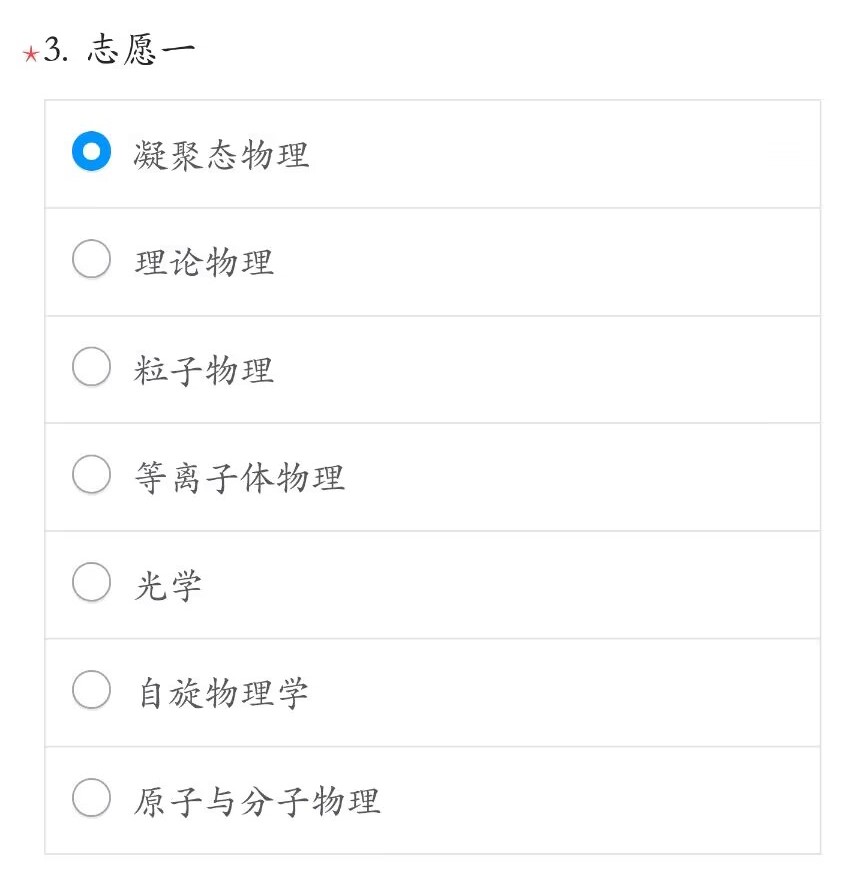 *3. 志愿一
凝聚态物理
理论物理
粒子物理
等离子体物理
光学
自旋物理学
原子与分子物理